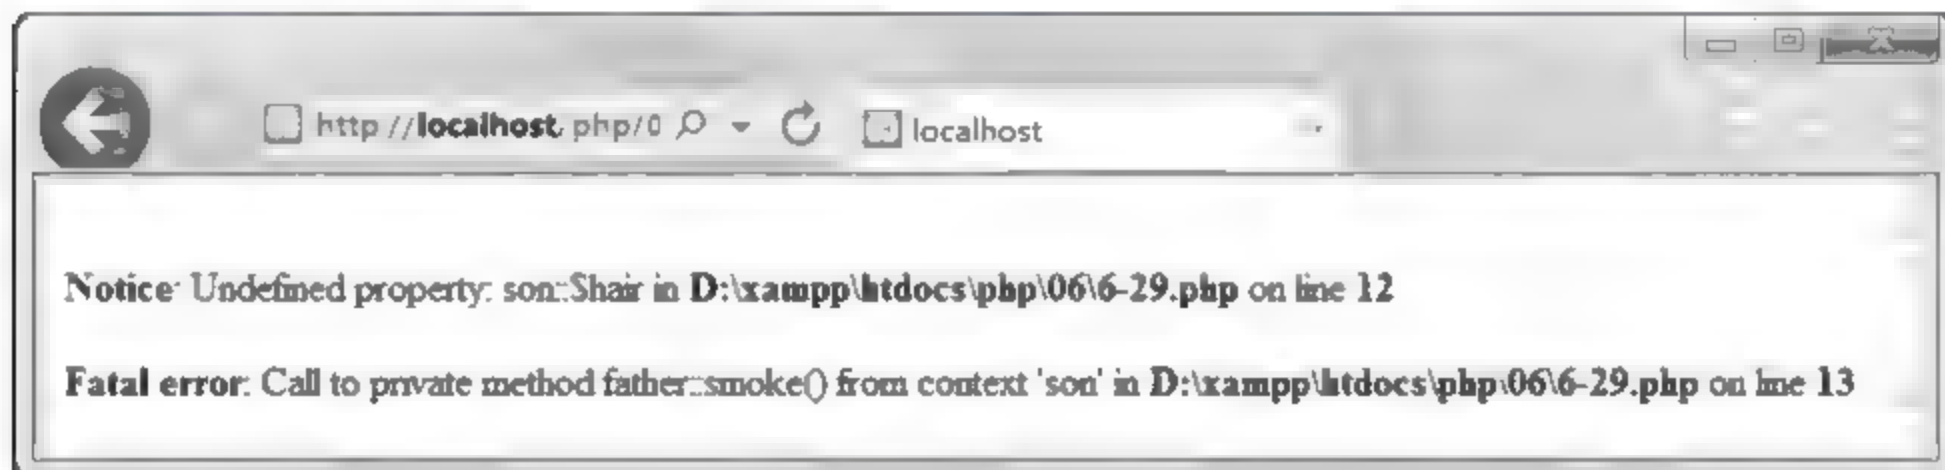 http //localhost, php/0
localhost
Notice: Undefined property: son::$hair in D:\xampp\htdocs\php\06\6-29.php on line 12
Fatal error: Call to private method father::smoke() from context 'son' in D:\xampp\htdocs\php\06\6-29.php on line 13